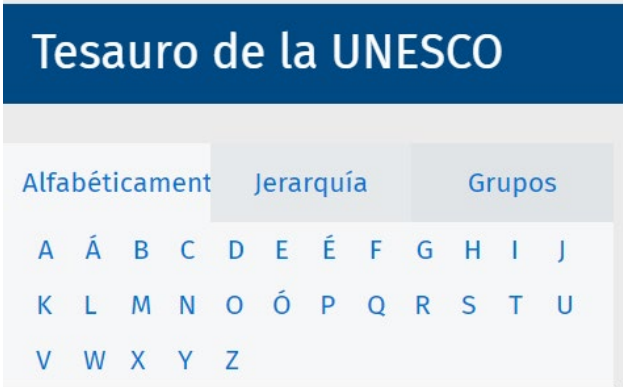 Tesauro de la UNESCO
Alfabéticament Jerarquía Grupos
A Á B C D E É F G H I J
K L M N O Ó P Q R S T U
V W X Y Z